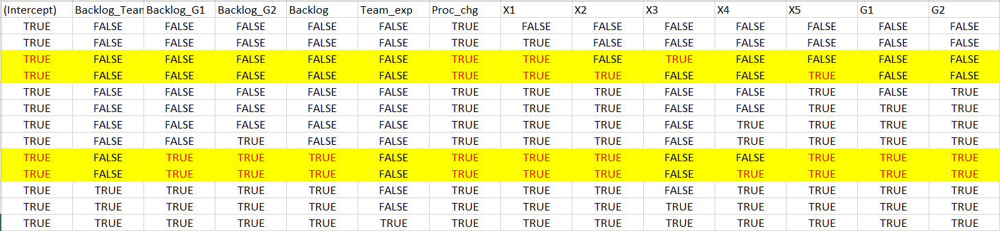 (Intercept) Backlog_Team Backlog_G1 Backlog_G2 Backlog Team_exp Proc_chg X1 X2 X3 X4 X5 G1 G2
TRUE FALSE FALSE FALSE FALSE FALSE TRUE FALSE FALSE FALSE FALSE FALSE FALSE FALSE
TRUE FALSE FALSE FALSE FALSE FALSE TRUE TRUE FALSE FALSE FALSE FALSE FALSE FALSE
TRUE FALSE FALSE FALSE FALSE FALSE TRUE TRUE FALSE TRUE FALSE FALSE FALSE FALSE
TRUE FALSE FALSE FALSE FALSE FALSE TRUE TRUE TRUE FALSE FALSE TRUE FALSE FALSE
TRUE FALSE FALSE FALSE FALSE FALSE TRUE TRUE TRUE FALSE FALSE TRUE FALSE TRUE
TRUE FALSE FALSE FALSE FALSE FALSE TRUE TRUE TRUE FALSE FALSE TRUE TRUE TRUE
TRUE FALSE FALSE FALSE FALSE FALSE TRUE TRUE TRUE FALSE TRUE TRUE TRUE TRUE
TRUE FALSE FALSE TRUE FALSE FALSE TRUE TRUE TRUE FALSE TRUE TRUE TRUE TRUE
TRUE FALSE TRUE TRUE TRUE FALSE TRUE TRUE TRUE FALSE FALSE TRUE TRUE TRUE
TRUE FALSE TRUE TRUE TRUE FALSE TRUE TRUE TRUE FALSE TRUE TRUE TRUE TRUE
TRUE TRUE TRUE TRUE TRUE FALSE TRUE TRUE TRUE FALSE TRUE TRUE TRUE TRUE
TRUE TRUE TRUE TRUE TRUE FALSE TRUE TRUE TRUE TRUE TRUE TRUE TRUE TRUE
TRUE TRUE TRUE TRUE TRUE TRUE TRUE TRUE TRUE TRUE TRUE TRUE TRUE TRUE